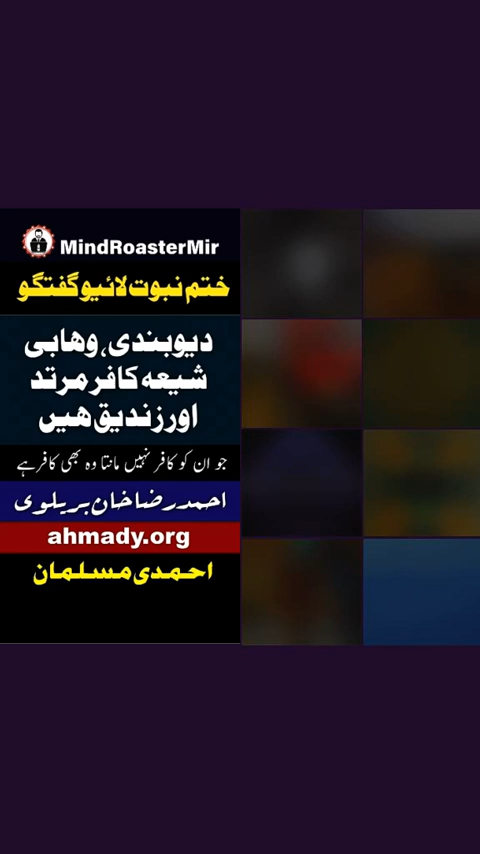 MindRoasterMir
ختم نبوت لائیو گفتگو
دیوبندی، وھابی
شیعہ کافر مرتد
اور زندیق ھیں
جو ان کو کافر نہیں مانتا وہ بھی کافر ہے
احمد رضا خان بریلوی
ahmady.org
احمدی مسلمان